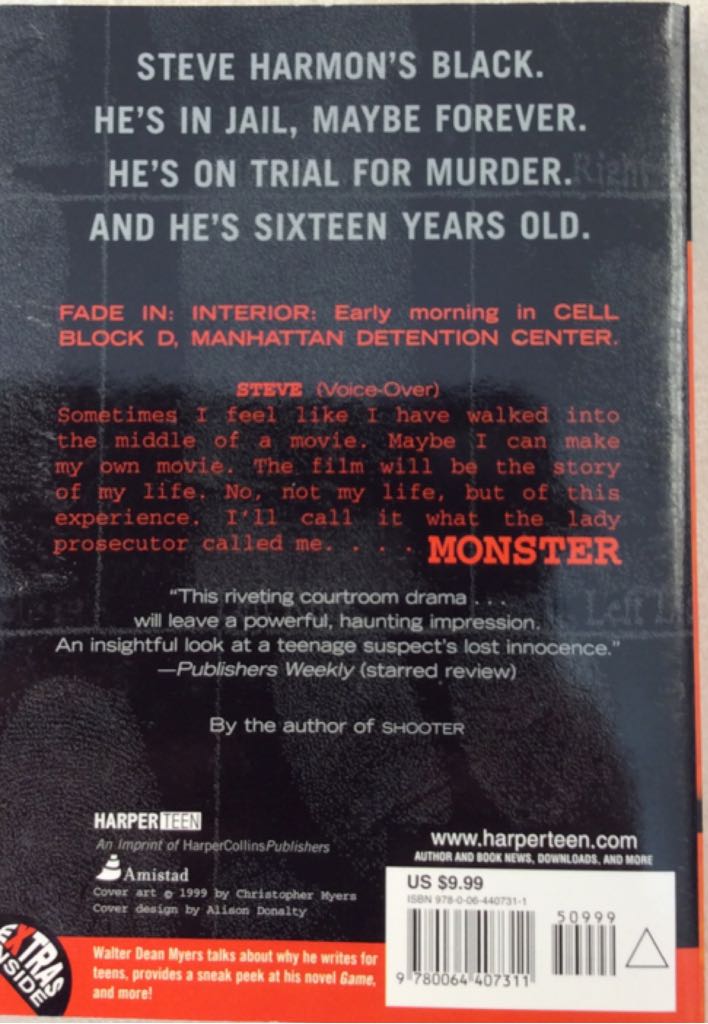 STEVE HARMON'S BLACK.
HE'S IN JAIL, MAYBE FOREVER.
HE'S ON TRIAL FOR MURDER.
Right
AND HE'S SIXTEEN YEARS OLD.
FADE IN: INTERIOR: Early morning in CELL
BLOCK D, MANHATTAN DETENTION CENTER.
STEVE (Voice-Over)
Sometimes I feel like I have walked into
the middle of a movie. Maybe I can make
my own movie. The film will be the story
of my life. No, not my life, but of this
experience. I'll call it what the lady
prosecutor called me. . . . MONSTER
"This riveting courtroom drama . . .
will leave a powerful, haunting impression.
Left
An insightful look at a teenage suspect's lost innocence."
—Publishers Weekly (starred review)
By the author of SHOOTER
HARPER TEEN
An Imprint of HarperCollinsPublishers
Amistad
Cover art © 1999 by Christopher Myers
Cover design by Alison Donalty
www.harperteen.com
AUTHOR AND BOOK NEWS, DOWNLOADS, AND MORE
US $9.99
ISBN 978-0-06-440731-1
50999
9 780064 407311
EXTRAS
INSIDE
Walter Dean Myers talks about why he writes for
teens, provides a sneak peek at his novel Game,
and more!